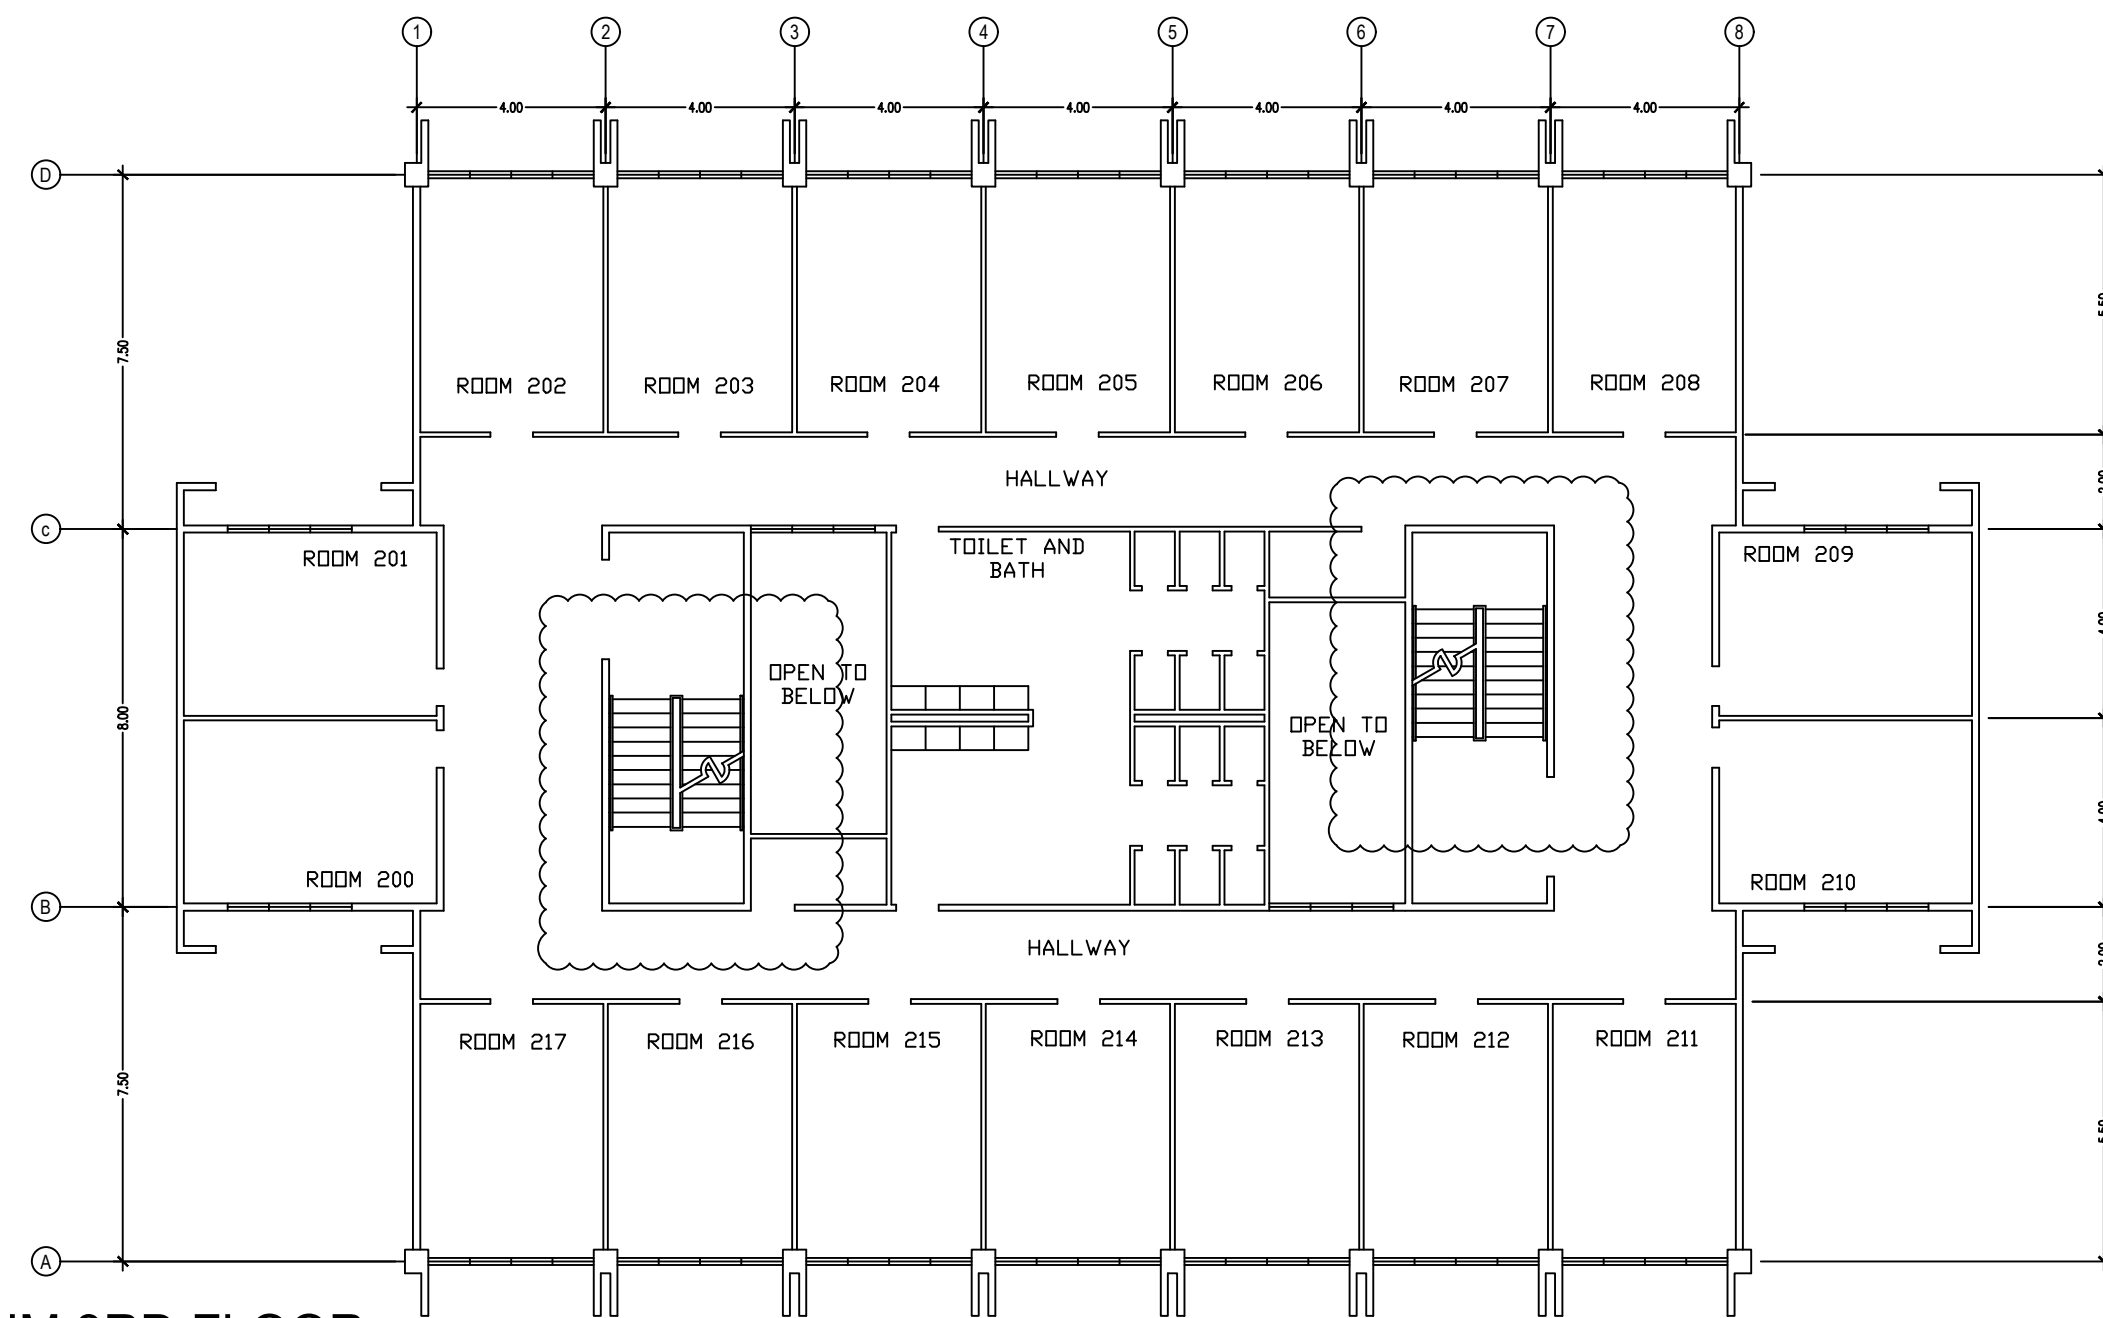 1 2 3 4 5 6 7 8
4.00 4.00 4.00 4.00 4.00 4.00 4.00
D
7.50
ROOM 202 ROOM 203 ROOM 204 ROOM 205 ROOM 206 ROOM 207 ROOM 208
HALLWAY
c
TOILET AND
BATH
ROOM 201
ROOM 209
OPEN TO
BELOW
8.00
OPEN TO
BELOW
ROOM 200
ROOM 210
B
HALLWAY
ROOM 217 ROOM 216 ROOM 215 ROOM 214 ROOM 213 ROOM 212 ROOM 211
7.50
A
FLOOR